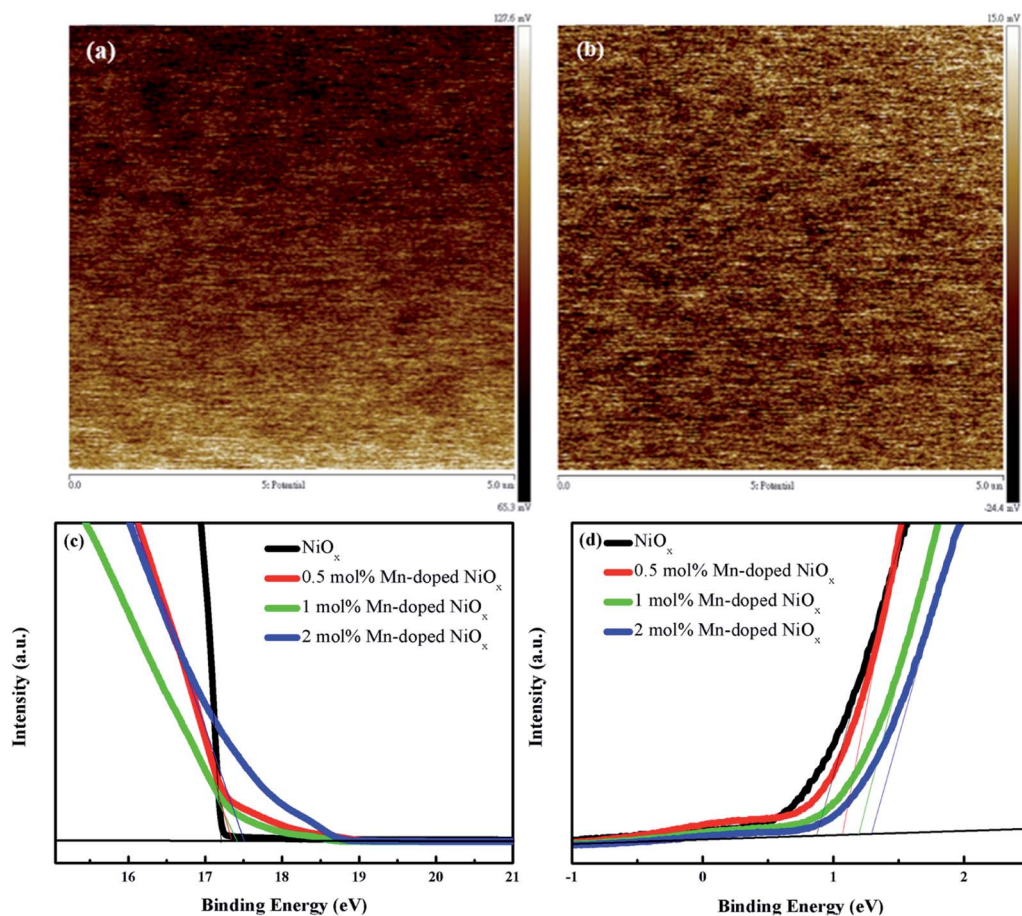 127.6 mV
(a)
65.3 mV
0.0
5: Potential
5.0 um
15.0 mV
(b)
-24.4 mV
0.0
5: Potential
5.0 um
(c)
NiOx
0.5 mol% Mn-doped NiOx
1 mol% Mn-doped NiOx
2 mol% Mn-doped NiOx
Intensity (a.u.)
16 17 18 19 20 21
Binding Energy (eV)
(d)
NiOx
0.5 mol% Mn-doped NiOx
1 mol% Mn-doped NiOx
2 mol% Mn-doped NiOx
Intensity (a.u.)
-1 0 1 2
Binding Energy (eV)